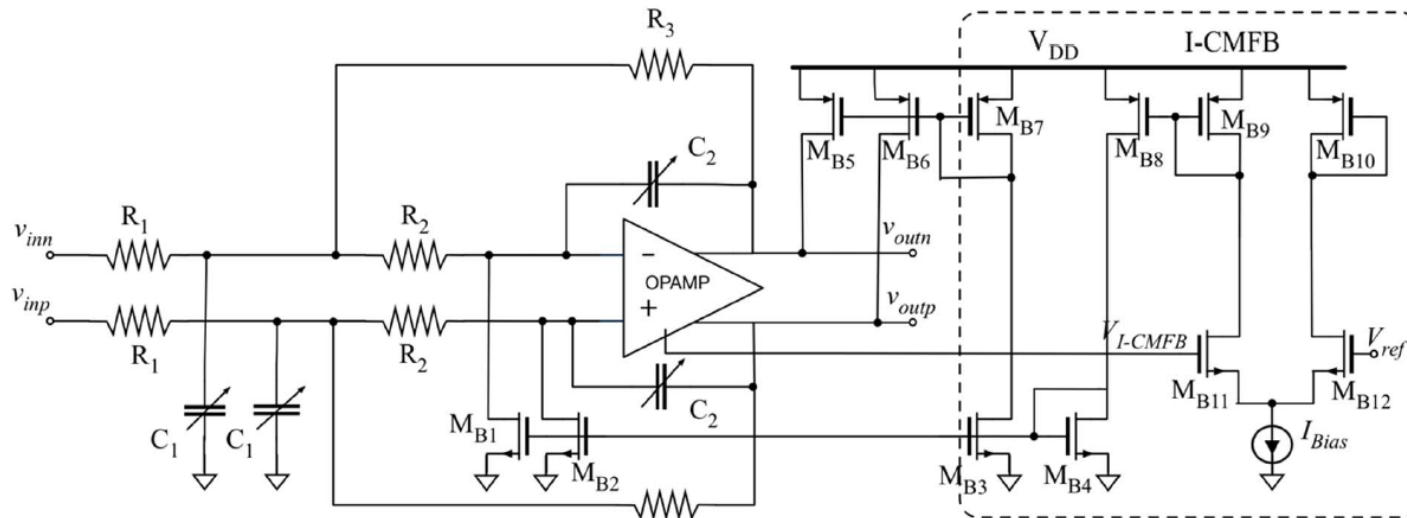 R3
VDD
I-CMFB
C2
MB5
MB6
MB7
MB8
MB9
MB10
vinn
R1
R2
−
OPAMP
+
voutn
vinp
R1
R2
voutp
VI-CMFB
Vref
MB11
MB12
C1
C1
C2
MB1
MB2
MB3
MB4
IBias